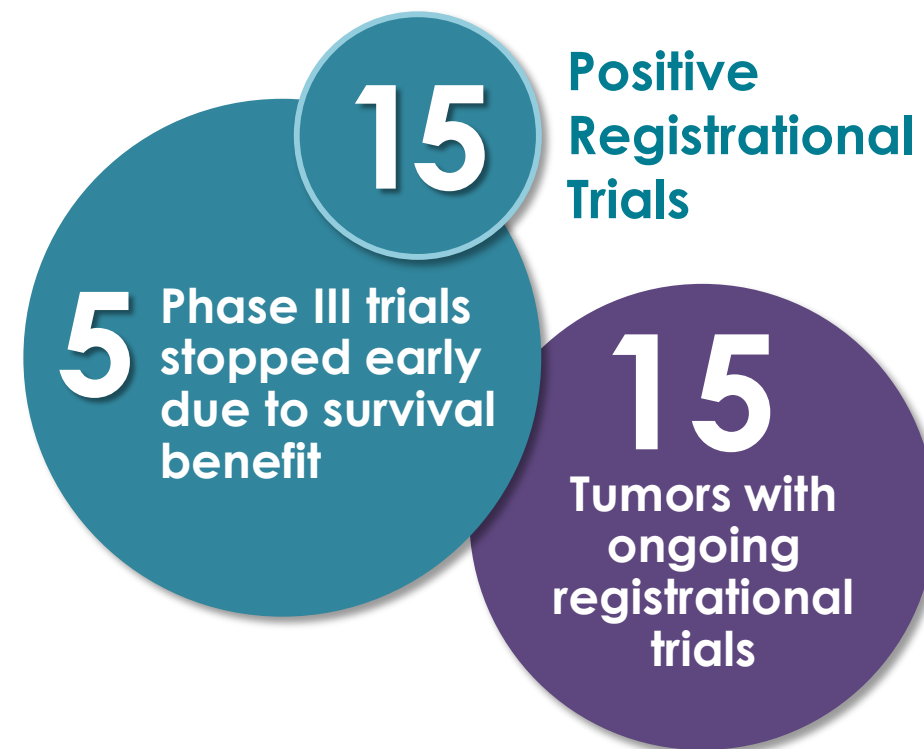 15
Positive
Registrational
Trials
5
Phase III trials
stopped early
due to survival
benefit
15
Tumors with
ongoing
registrational
trials